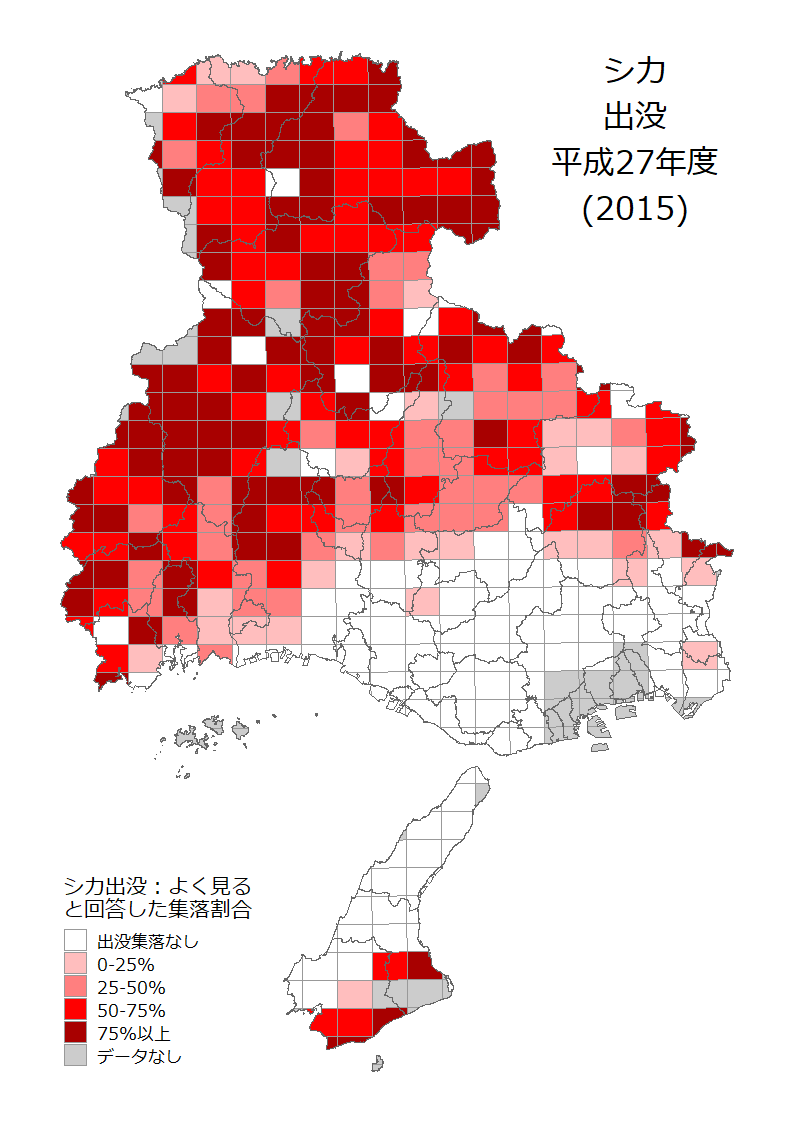 シカ
出没
平成27年度
(2015)
シカ出没：よく見る
と回答した集落割合
出没集落なし
0-25%
25-50%
50-75%
75%以上
データなし